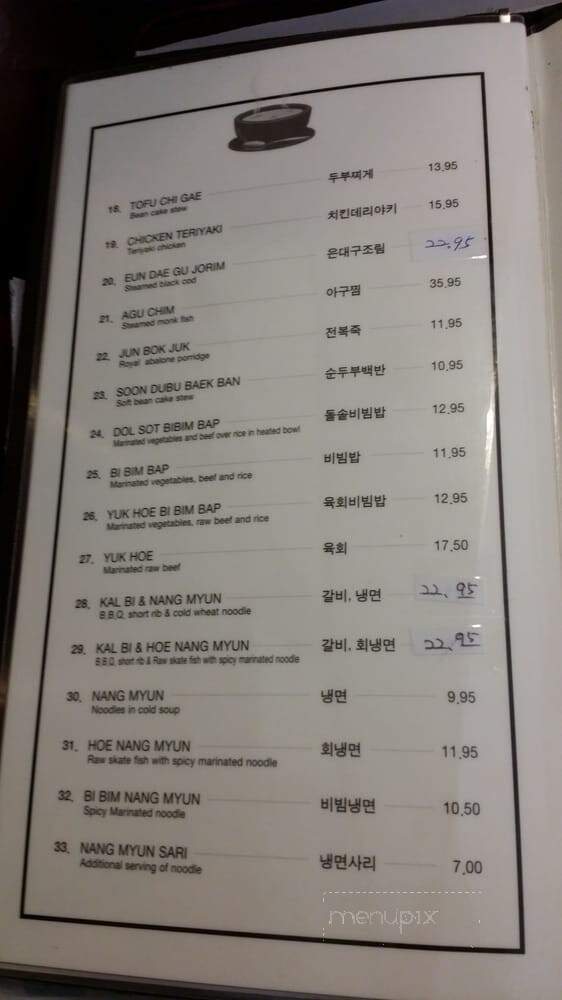 18. TOFU CHI GAE 두부찌게 13.95
Bean cake stew
19. CHICKEN TERIYAKI 치킨데리야키 15.95
Teriyaki chicken
20. EUN DAE GU JORIM 은대구조림 22.95
Steamed black cod
21. AGU CHIM 아구찜 35.95
Steamed monk fish
22. JUN BOK JUK 전복죽 11.95
Royal abalone porridge
23. SOON DUBU BAEK BAN 순두부백반 10.95
Soft bean cake stew
24. DOL SOT BIBIM BAP 돌솥비빔밥 12.95
Marinated vegetables and beef over rice in heated bowl
25. BI BIM BAP 비빔밥 11.95
Marinated vegetables, beef and rice
26. YUK HOE BI BIM BAP 육회비빔밥 12.95
Marinated vegetables, raw beef and rice
27. YUK HOE 육회 17.50
Marinated raw beef
28. KAL BI & NANG MYUN 갈비, 냉면 22.95
B.B.Q. short rib & cold wheat noodle
29. KAL BI & HOE NANG MYUN 갈비, 회냉면 22.95
B.B.Q. short rib & Raw skate fish with spicy marinated noodle
30. NANG MYUN 냉면 9.95
Noodles in cold soup
31. HOE NANG MYUN 회냉면 11.95
Raw skate fish with spicy marinated noodle
32. BI BIM NANG MYUN 비빔냉면 10.50
Spicy Marinated noodle
33. NANG MYUN SARI 냉면사리 7.00
Additional serving of noodle
menupix